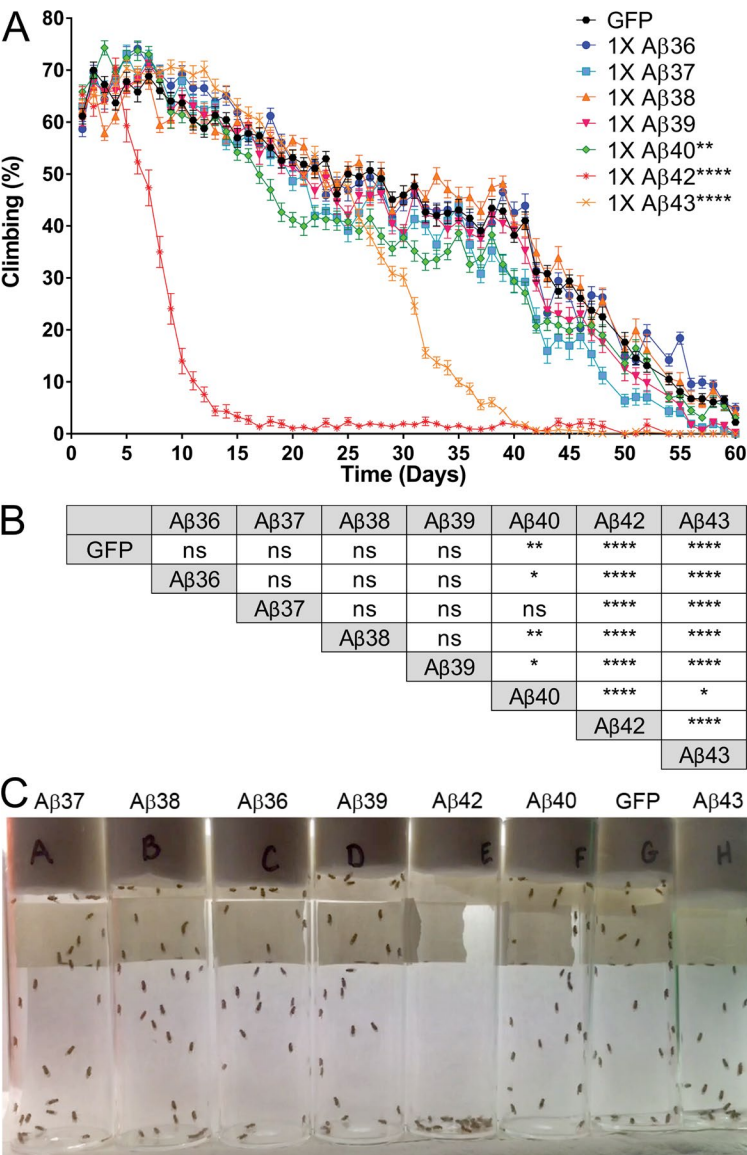 A
80
70
60
50
40
30
20
10
0
Climbing (%)
0 5 10 15 20 25 30 35 40 45 50 55 60
Time (Days)
GFP
1X Aβ36
1X Aβ37
1X Aβ38
1X Aβ39
1X Aβ40**
1X Aβ42****
1X Aβ43****
B
Aβ36 Aβ37 Aβ38 Aβ39 Aβ40 Aβ42 Aβ43
GFP ns ns ns ns ** **** ****
Aβ36 ns ns ns * **** ****
Aβ37 ns ns ns **** ****
Aβ38 ns ** **** ****
Aβ39 * **** ****
Aβ40 **** *
Aβ42 ****
Aβ43
C
Aβ37 Aβ38 Aβ36 Aβ39 Aβ42 Aβ40 GFP Aβ43
A B C D E F G H